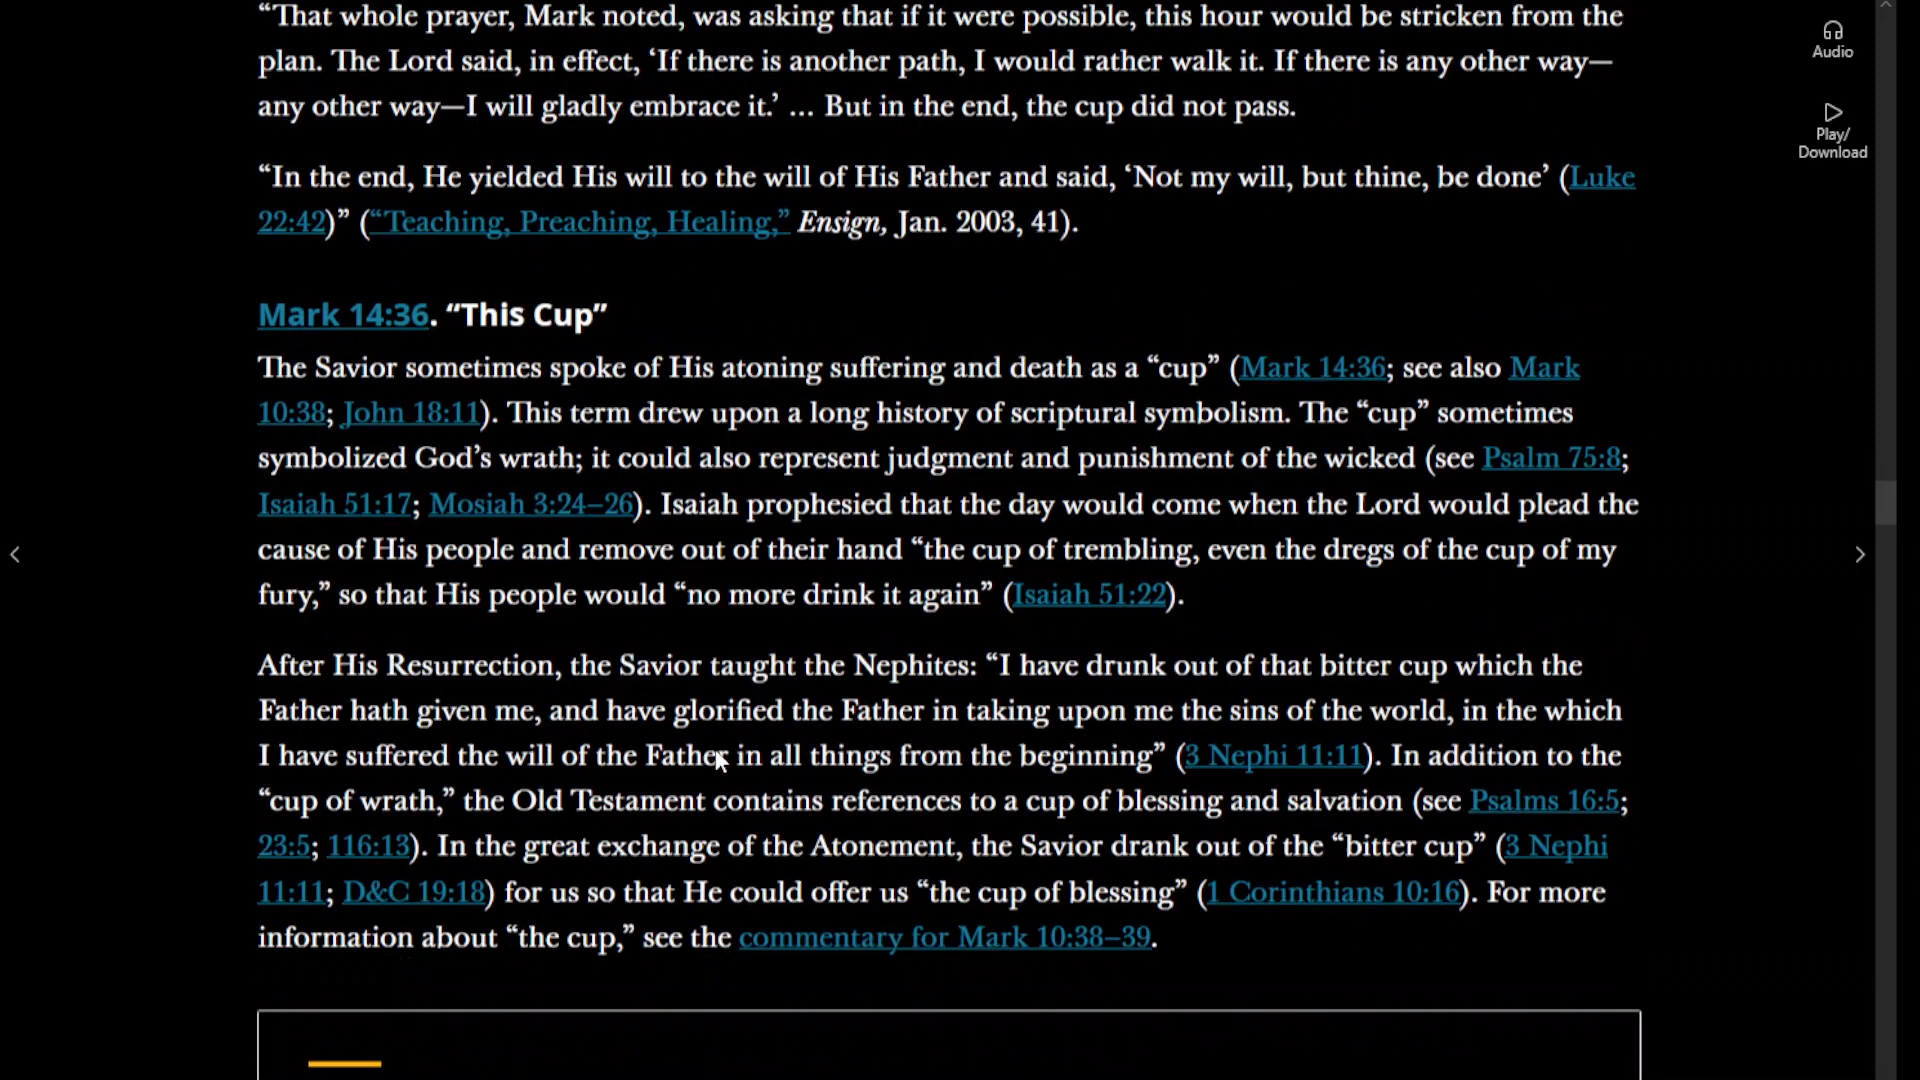 “That whole prayer, Mark noted, was asking that if it were possible, this hour would be stricken from the
plan. The Lord said, in effect, ‘If there is another path, I would rather walk it. If there is any other way—
any other way—I will gladly embrace it.’ … But in the end, the cup did not pass.
“In the end, He yielded His will to the will of His Father and said, ‘Not my will, but thine, be done’ (Luke
22:42)” (“Teaching, Preaching, Healing,” Ensign, Jan. 2003, 41).
Mark 14:36. “This Cup”
The Savior sometimes spoke of His atoning suffering and death as a “cup” (Mark 14:36; see also Mark
10:38; John 18:11). This term drew upon a long history of scriptural symbolism. The “cup” sometimes
symbolized God’s wrath; it could also represent judgment and punishment of the wicked (see Psalm 75:8;
Isaiah 51:17; Mosiah 3:24–26). Isaiah prophesied that the day would come when the Lord would plead the
cause of His people and remove out of their hand “the cup of trembling, even the dregs of the cup of my
fury,” so that His people would “no more drink it again” (Isaiah 51:22).
After His Resurrection, the Savior taught the Nephites: “I have drunk out of that bitter cup which the
Father hath given me, and have glorified the Father in taking upon me the sins of the world, in the which
I have suffered the will of the Father in all things from the beginning” (3 Nephi 11:11). In addition to the
“cup of wrath,” the Old Testament contains references to a cup of blessing and salvation (see Psalms 16:5;
23:5; 116:13). In the great exchange of the Atonement, the Savior drank out of the “bitter cup” (3 Nephi
11:11; D&C 19:18) for us so that He could offer us “the cup of blessing” (1 Corinthians 10:16). For more
information about “the cup,” see the commentary for Mark 10:38–39.
Audio
Play/
Download